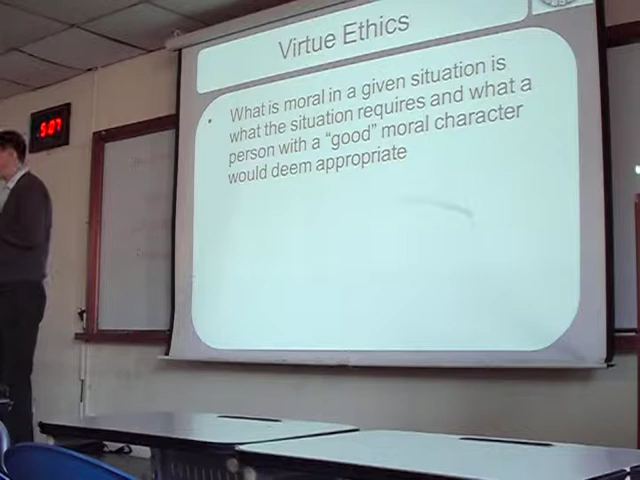 Virtue Ethics
5:07
• What is moral in a given situation is
what the situation requires and what a
person with a “good” moral character
would deem appropriate